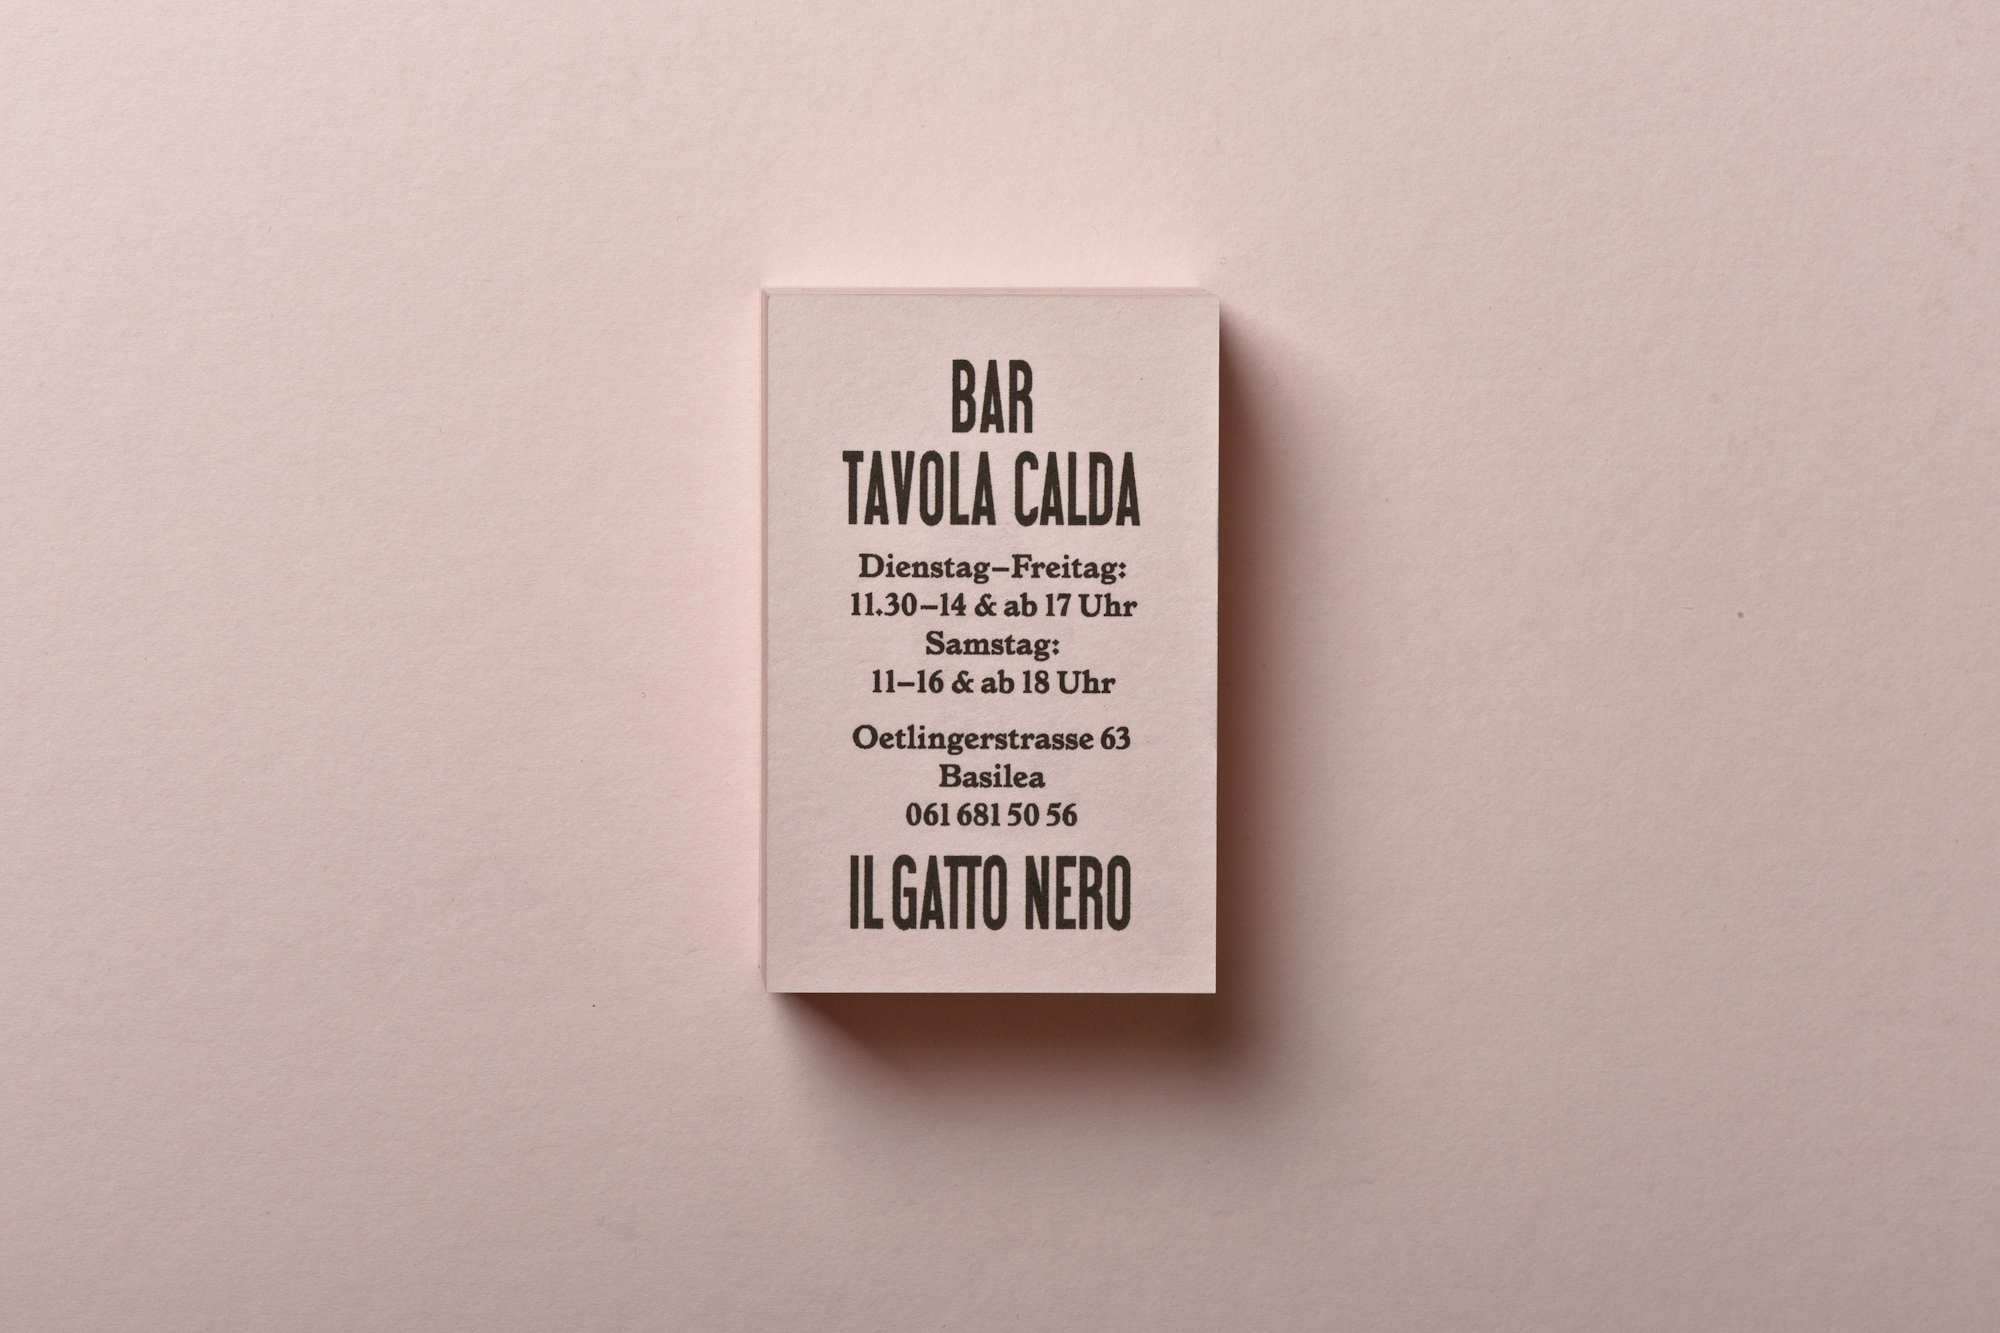 BAR
TAVOLA CALDA
Dienstag–Freitag:
11.30–14 & ab 17 Uhr
Samstag:
11–16 & ab 18 Uhr
Oetlingerstrasse 63
Basilea
061 681 50 56
IL GATTO NERO